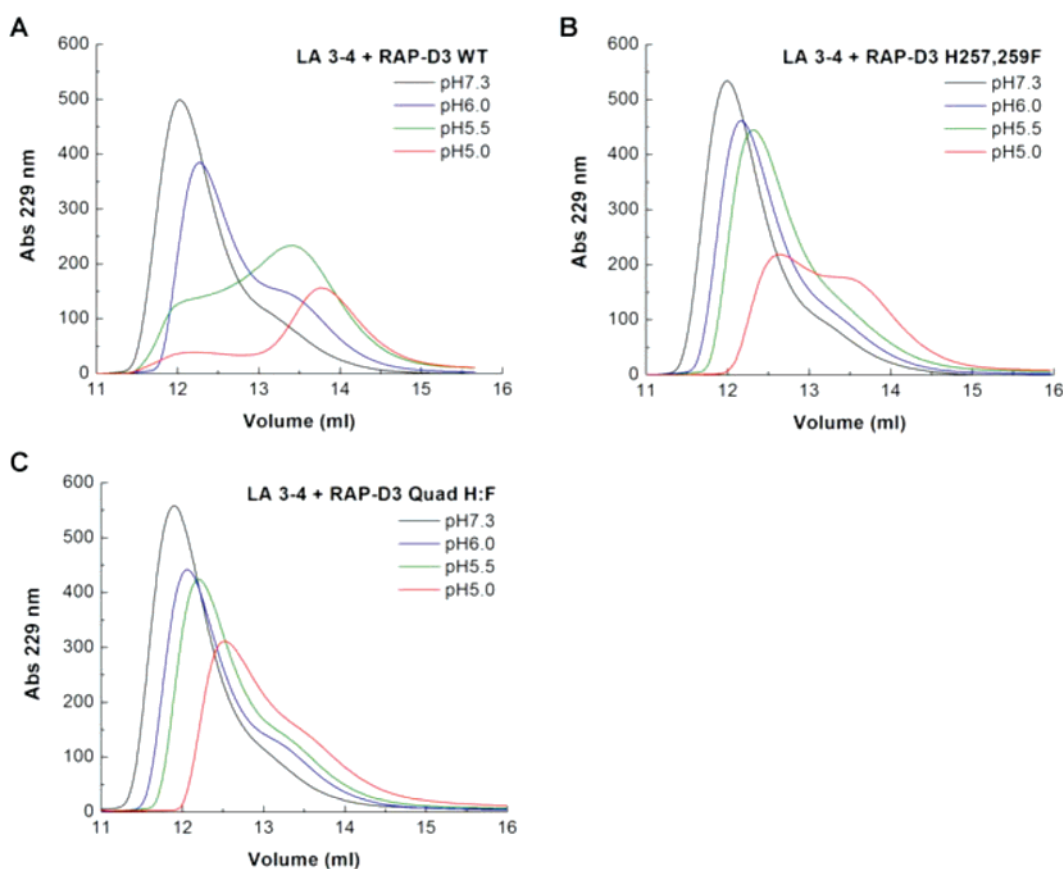 A
LA 3-4 + RAP-D3 WT
pH7.3
pH6.0
pH5.5
pH5.0
600
500
400
300
200
100
0
Abs 229 nm
11 12 13 14 15 16
Volume (ml)
B
LA 3-4 + RAP-D3 H257,259F
pH7.3
pH6.0
pH5.5
pH5.0
600
500
400
300
200
100
0
Abs 229 nm
11 12 13 14 15 16
Volume (ml)
C
LA 3-4 + RAP-D3 Quad H:F
pH7.3
pH6.0
pH5.5
pH5.0
600
500
400
300
200
100
0
Abs 229 nm
11 12 13 14 15 16
Volume (ml)